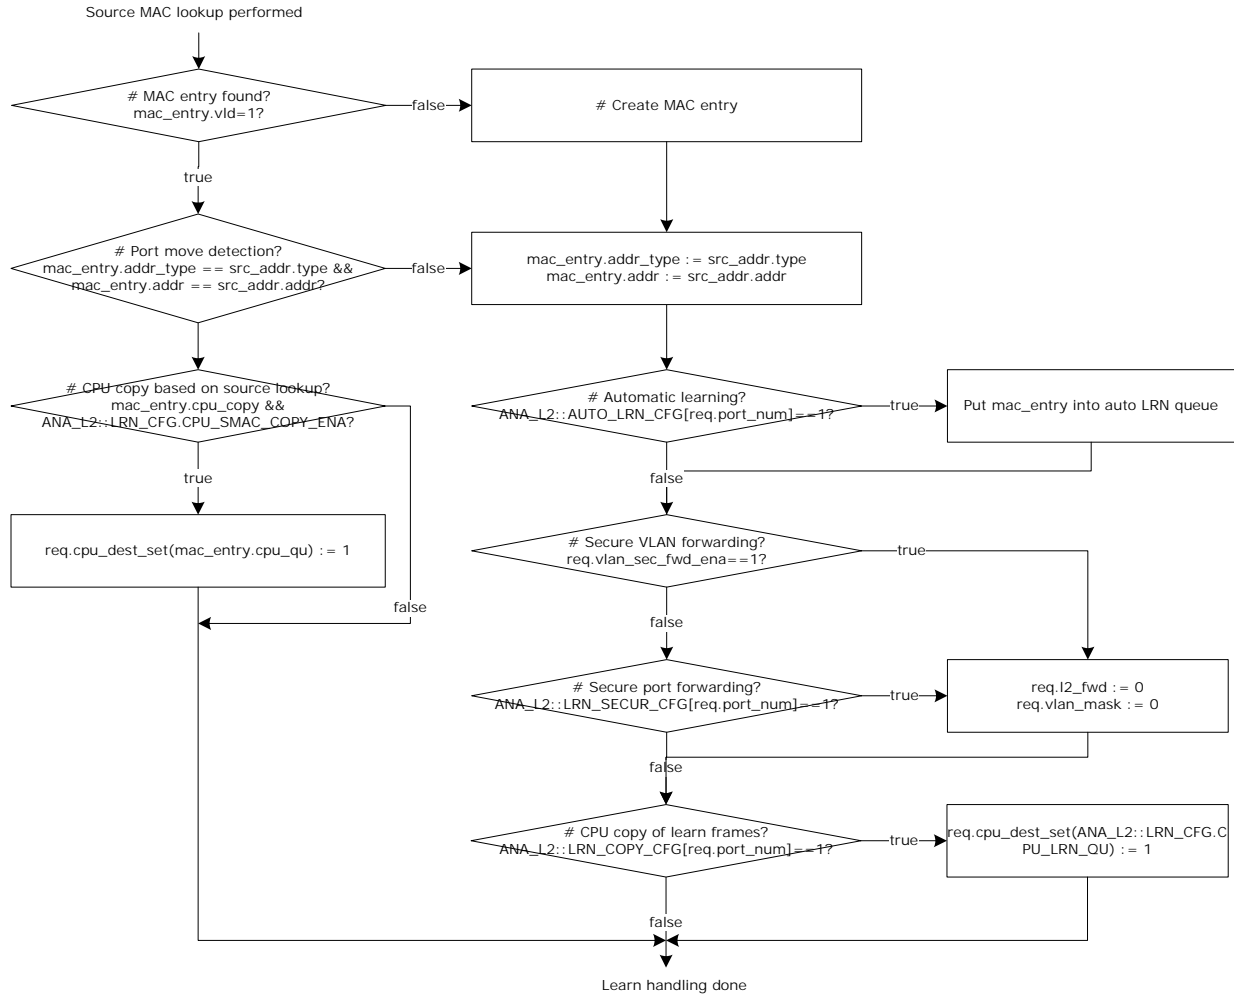 Source MAC lookup performed
# MAC entry found?
mac_entry.vld=1?
false
# Create MAC entry
true
# Port move detection?
mac_entry.addr_type == src_addr.type &&
mac_entry.addr == src_addr.addr?
false
mac_entry.addr_type := src_addr.type
mac_entry.addr := src_addr.addr
# CPU copy based on source lookup?
mac_entry.cpu_copy &&
ANA_L2::LRN_CFG.CPU_SMAC_COPY_ENA?
# Automatic learning?
ANA_L2::AUTO_LRN_CFG[req.port_num]==1?
true
Put mac_entry into auto LRN queue
true
false
req.cpu_dest_set(mac_entry.cpu_qu) := 1
# Secure VLAN forwarding?
req.vlan_sec_fwd_ena==1?
true
false
false
# Secure port forwarding?
ANA_L2::LRN_SECUR_CFG[req.port_num]==1?
true
req.l2_fwd := 0
req.vlan_mask := 0
false
# CPU copy of learn frames?
ANA_L2::LRN_COPY_CFG[req.port_num]==1?
true
req.cpu_dest_set(ANA_L2::LRN_CFG.C
PU_LRN_QU) := 1
false
Learn handling done